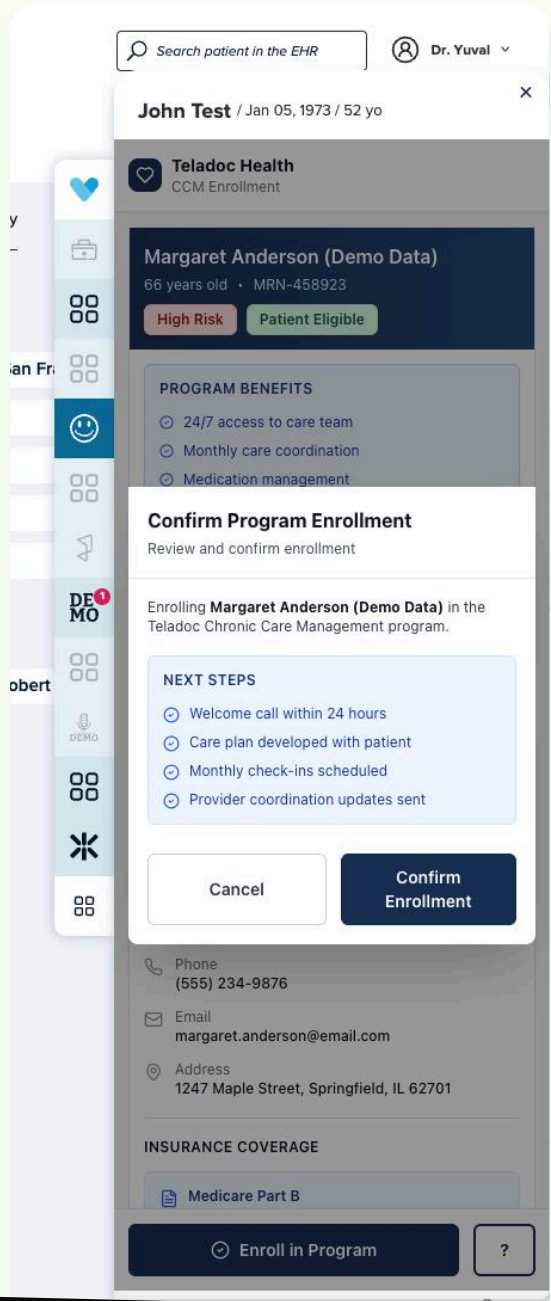 Search patient in the EHR
Dr. Yuval
John Test / Jan 05, 1973 / 52 yo
Teladoc Health
CCM Enrollment
y
Margaret Anderson (Demo Data)
66 years old • MRN-458923
High Risk
Patient Eligible
an Fr
PROGRAM BENEFITS
24/7 access to care team
Monthly care coordination
Medication management
Confirm Program Enrollment
Review and confirm enrollment
DE
MO
1
Enrolling Margaret Anderson (Demo Data) in the
Teladoc Chronic Care Management program.
obert
NEXT STEPS
Welcome call within 24 hours
Care plan developed with patient
DEMO
Monthly check-ins scheduled
Provider coordination updates sent
Cancel
Confirm
Enrollment
Phone
(555) 234-9876
Email
margaret.anderson@email.com
Address
1247 Maple Street, Springfield, IL 62701
INSURANCE COVERAGE
Medicare Part B
Enroll in Program
?